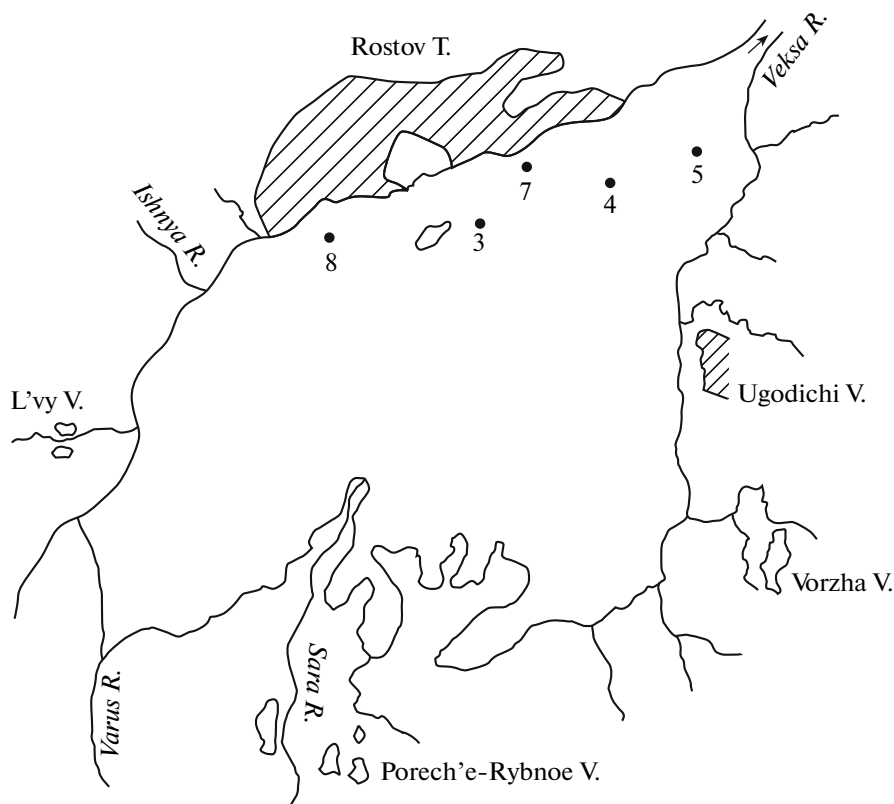 Rostov T.
Veksa R.
5
7
4
Ishnya R.
3
8
L'vy V.
Ugodichi V.
Vorzha V.
Sara R.
Varus R.
Porech'e-Rybnoe V.